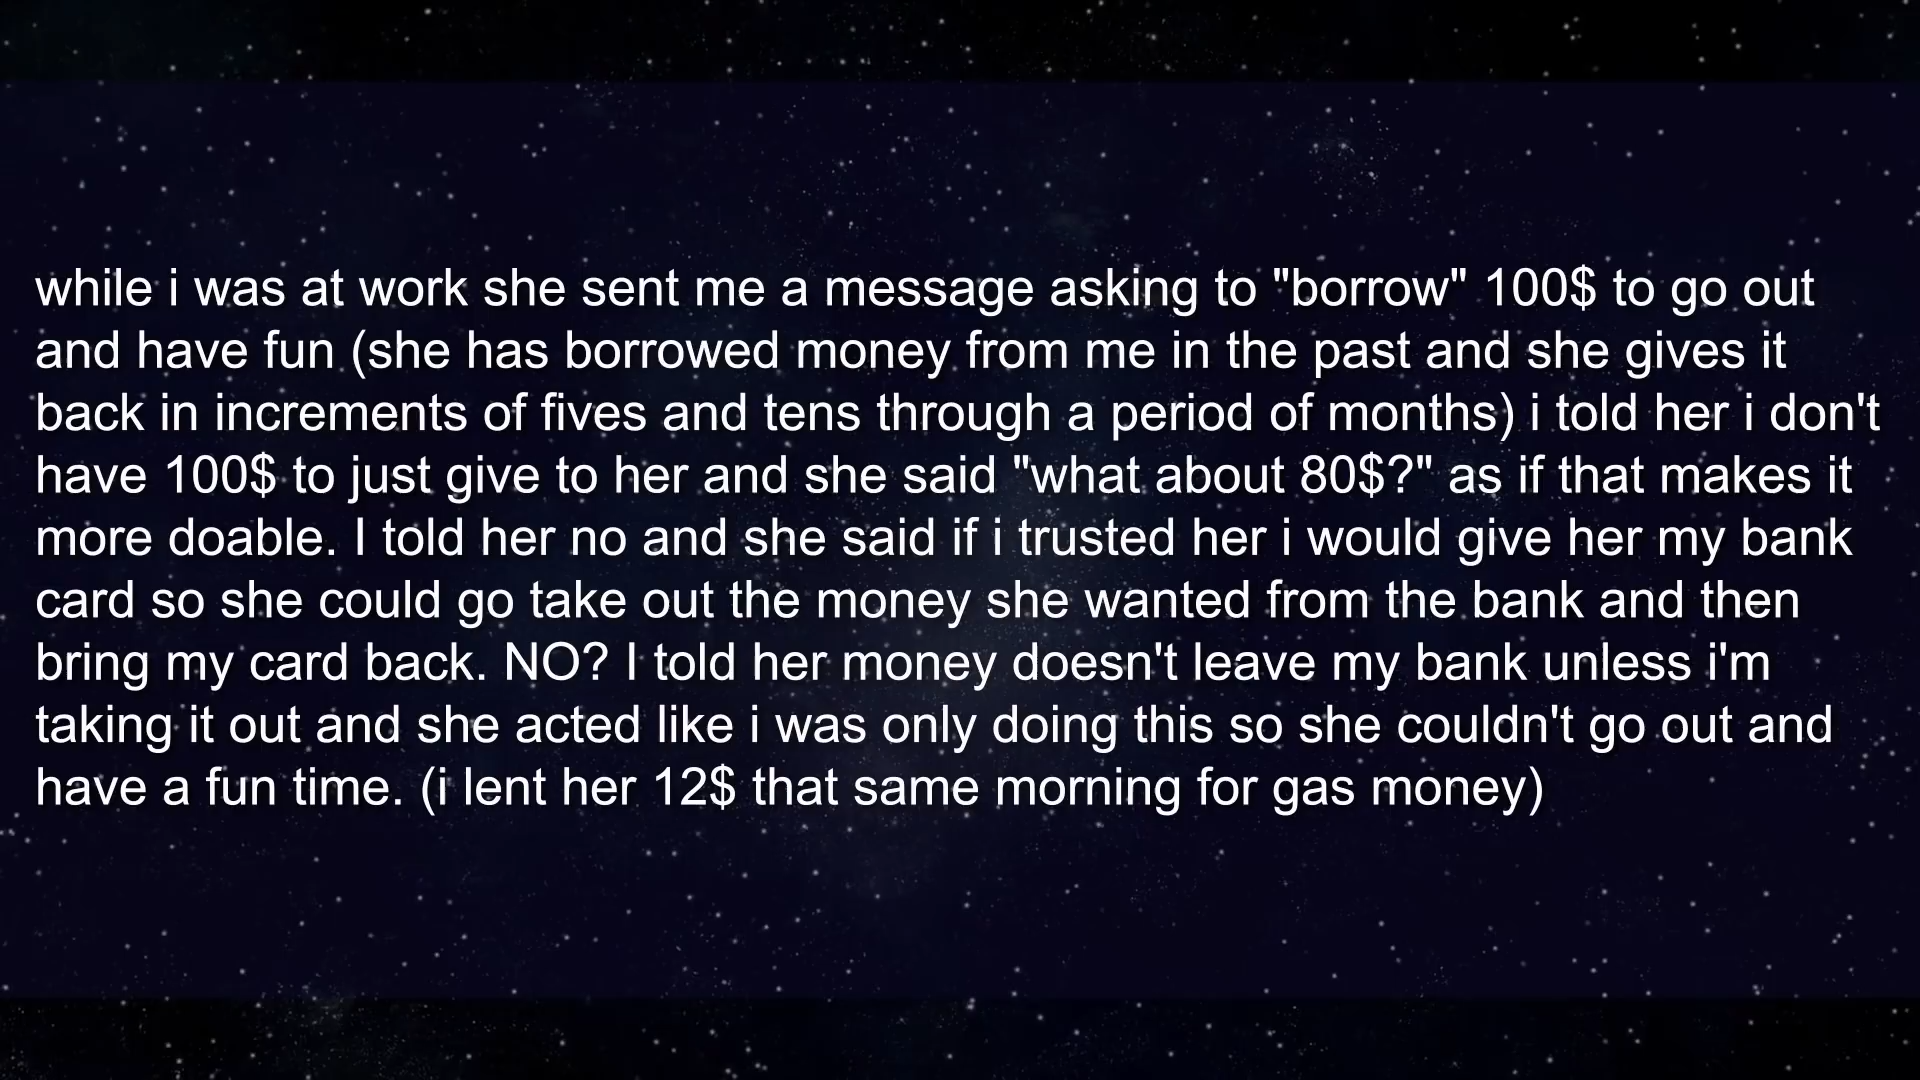 while i was at work she sent me a message asking to "borrow" 100$ to go out
and have fun (she has borrowed money from me in the past and she gives it
back in increments of fives and tens through a period of months) i told her i don't
have 100$ to just give to her and she said "what about 80$?" as if that makes it
more doable. I told her no and she said if i trusted her i would give her my bank
card so she could go take out the money she wanted from the bank and then
bring my card back. NO? I told her money doesn't leave my bank unless i'm
taking it out and she acted like i was only doing this so she couldn't go out and
have a fun time. (i lent her 12$ that same morning for gas money)